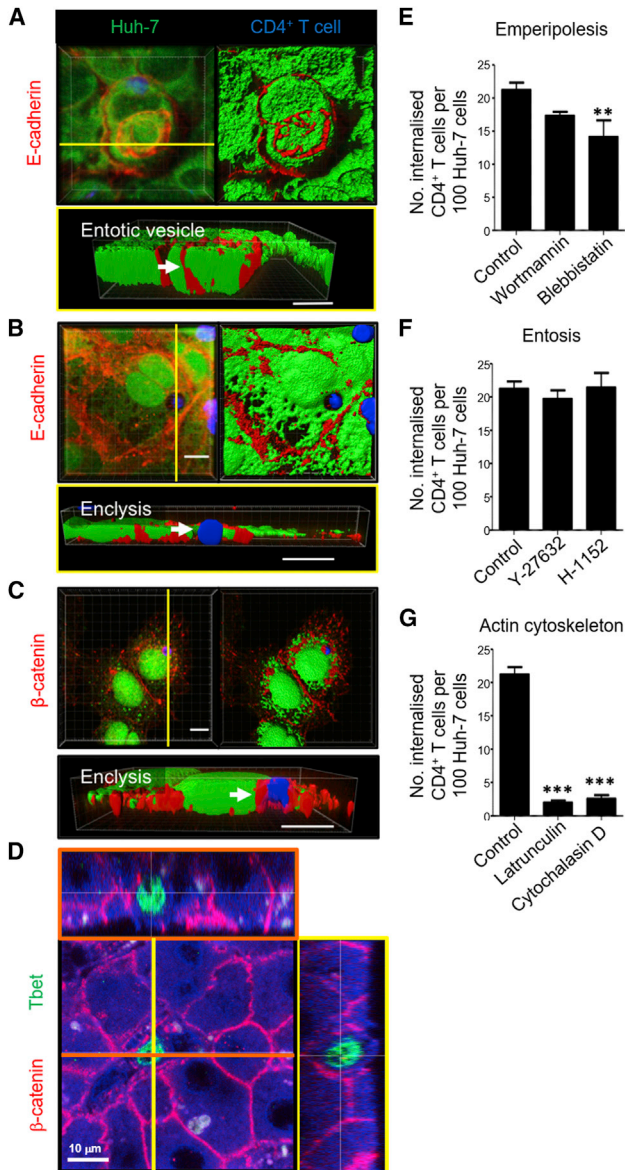 A
Huh-7
CD4+ T cell
E-cadherin
Entotic vesicle
B
E-cadherin
Enclysis
C
β-catenin
Enclysis
D
Tbet
β-catenin
10 μm
E
Emperipolesis
No. internalised
CD4+ T cells per
100 Huh-7 cells
25
20
15
10
5
0
**
Control
Wortmannin
Blebbistatin
F
Entosis
No. internalised
CD4+ T cells per
100 Huh-7 cells
25
20
15
10
5
0
Control
Y-27632
H-1152
G
Actin cytoskeleton
No. internalised
CD4+ T cells per
100 Huh-7 cells
25
20
15
10
5
0
***
***
Control
Latrunculin
Cytochalasin D